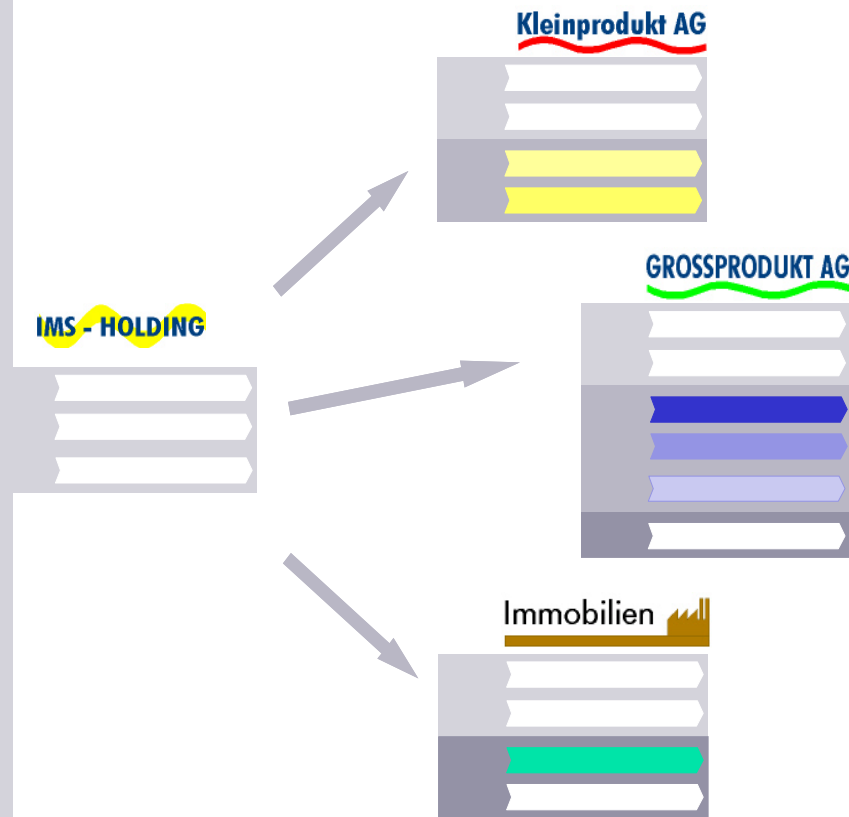 Kleinprodukt AG
GROSSPRODUKT AG
IMS - HOLDING
Immobilien